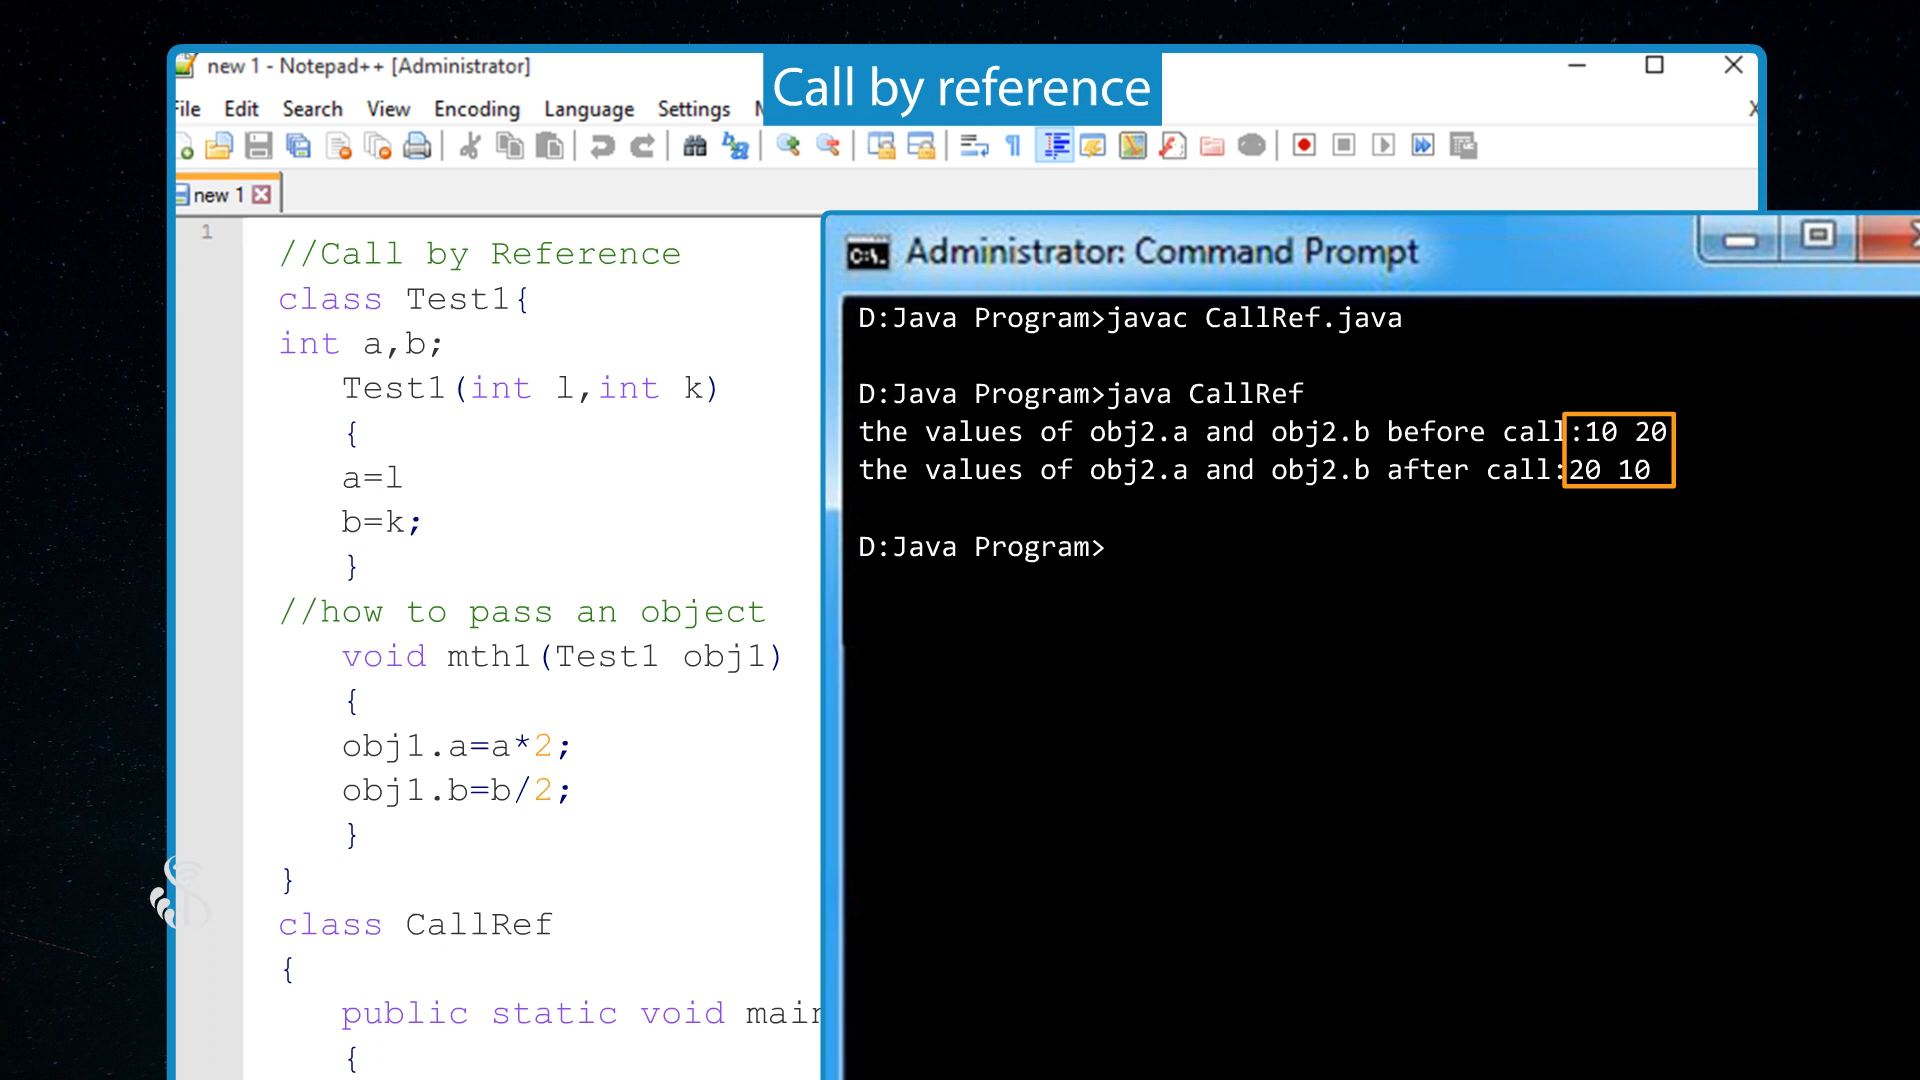 new 1 - Notepad++ [Administrator]
Call by reference
File Edit Search View Encoding Language Settings
new 1
1
//Call by Reference
class Test1{
int a,b;
Test1(int l,int k)
{
a=l
b=k;
}
//how to pass an object
void mth1(Test1 obj1)
{
obj1.a=a*2;
obj1.b=b/2;
}
}
class CallRef
{
public static void main
{
Administrator: Command Prompt
D:Java Program>javac CallRef.java
D:Java Program>java CallRef
the values of obj2.a and obj2.b before call:10 20
the values of obj2.a and obj2.b after call:20 10
D:Java Program>